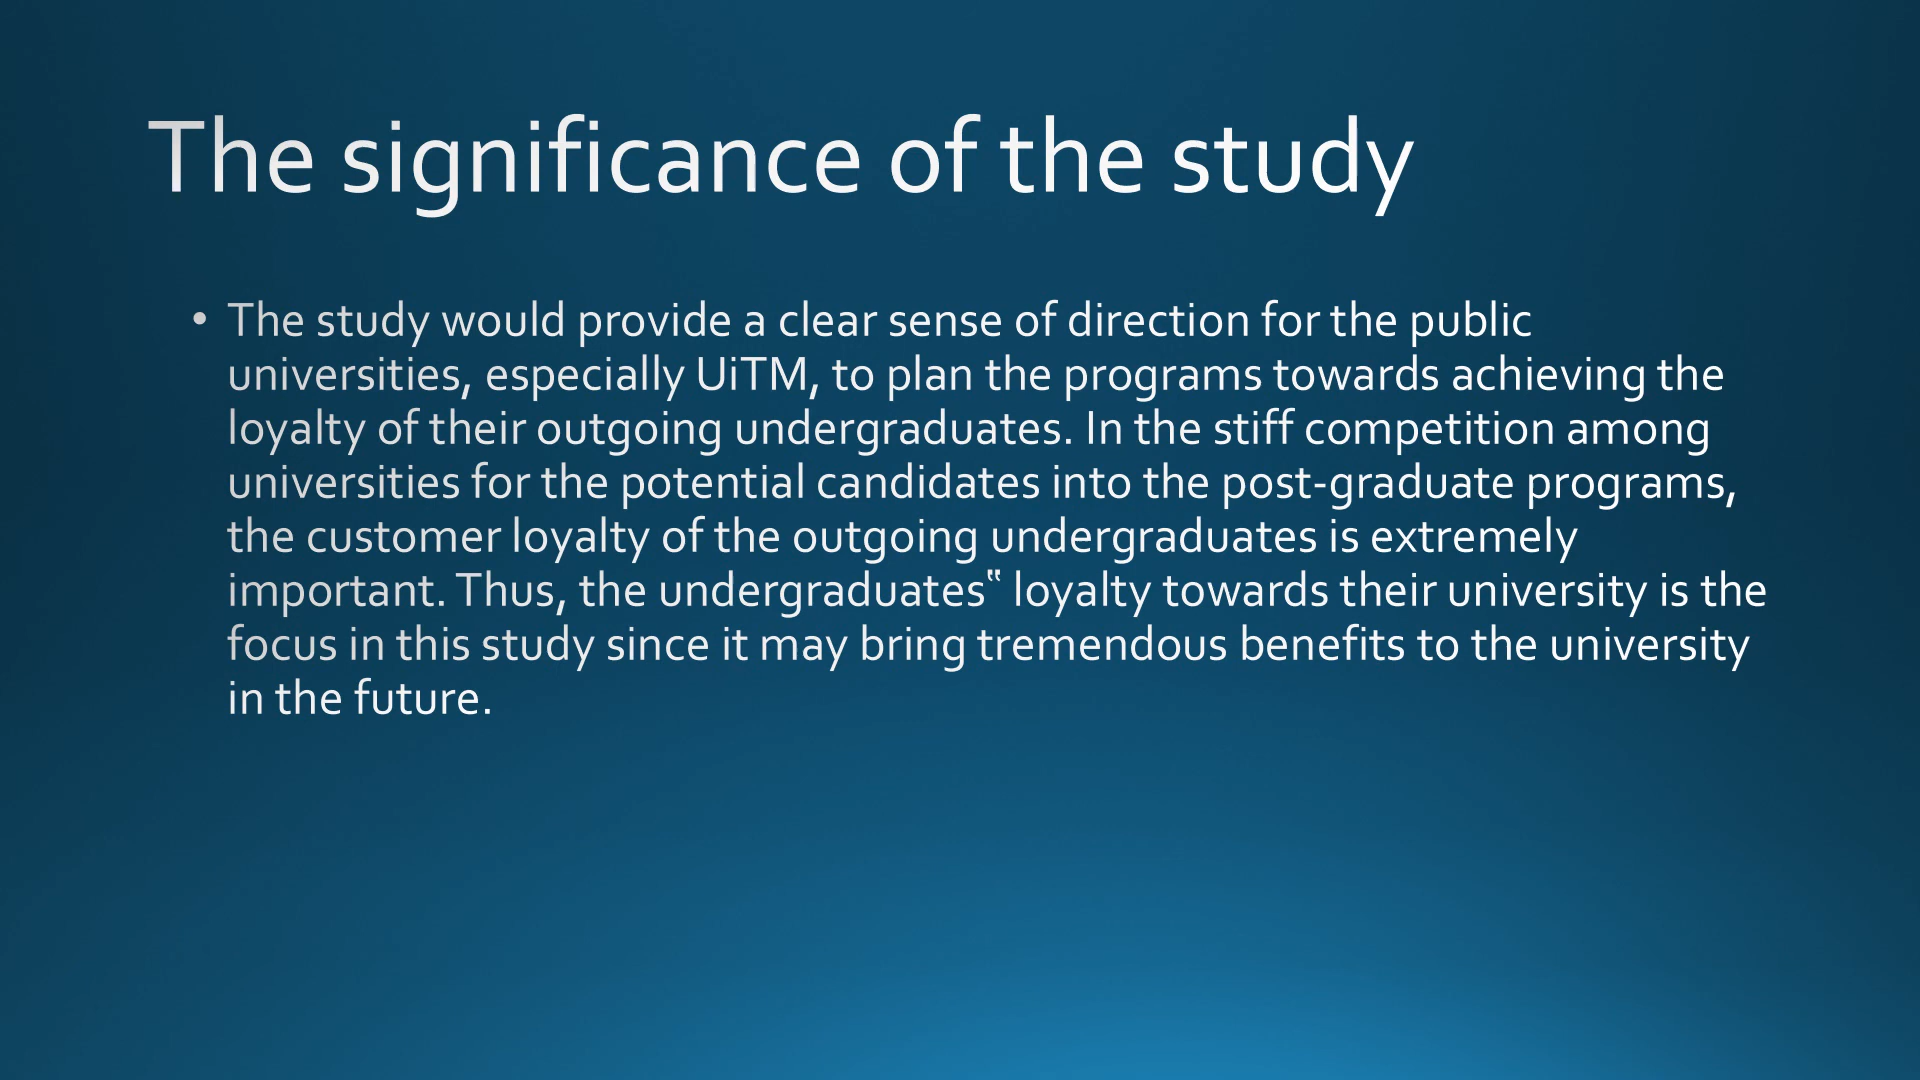 The significance of the study
• The study would provide a clear sense of direction for the public
universities, especially UiTM, to plan the programs towards achieving the
loyalty of their outgoing undergraduates. In the stiff competition among
universities for the potential candidates into the post-graduate programs,
the customer loyalty of the outgoing undergraduates is extremely
important. Thus, the undergraduates‟ loyalty towards their university is the
focus in this study since it may bring tremendous benefits to the university
in the future.